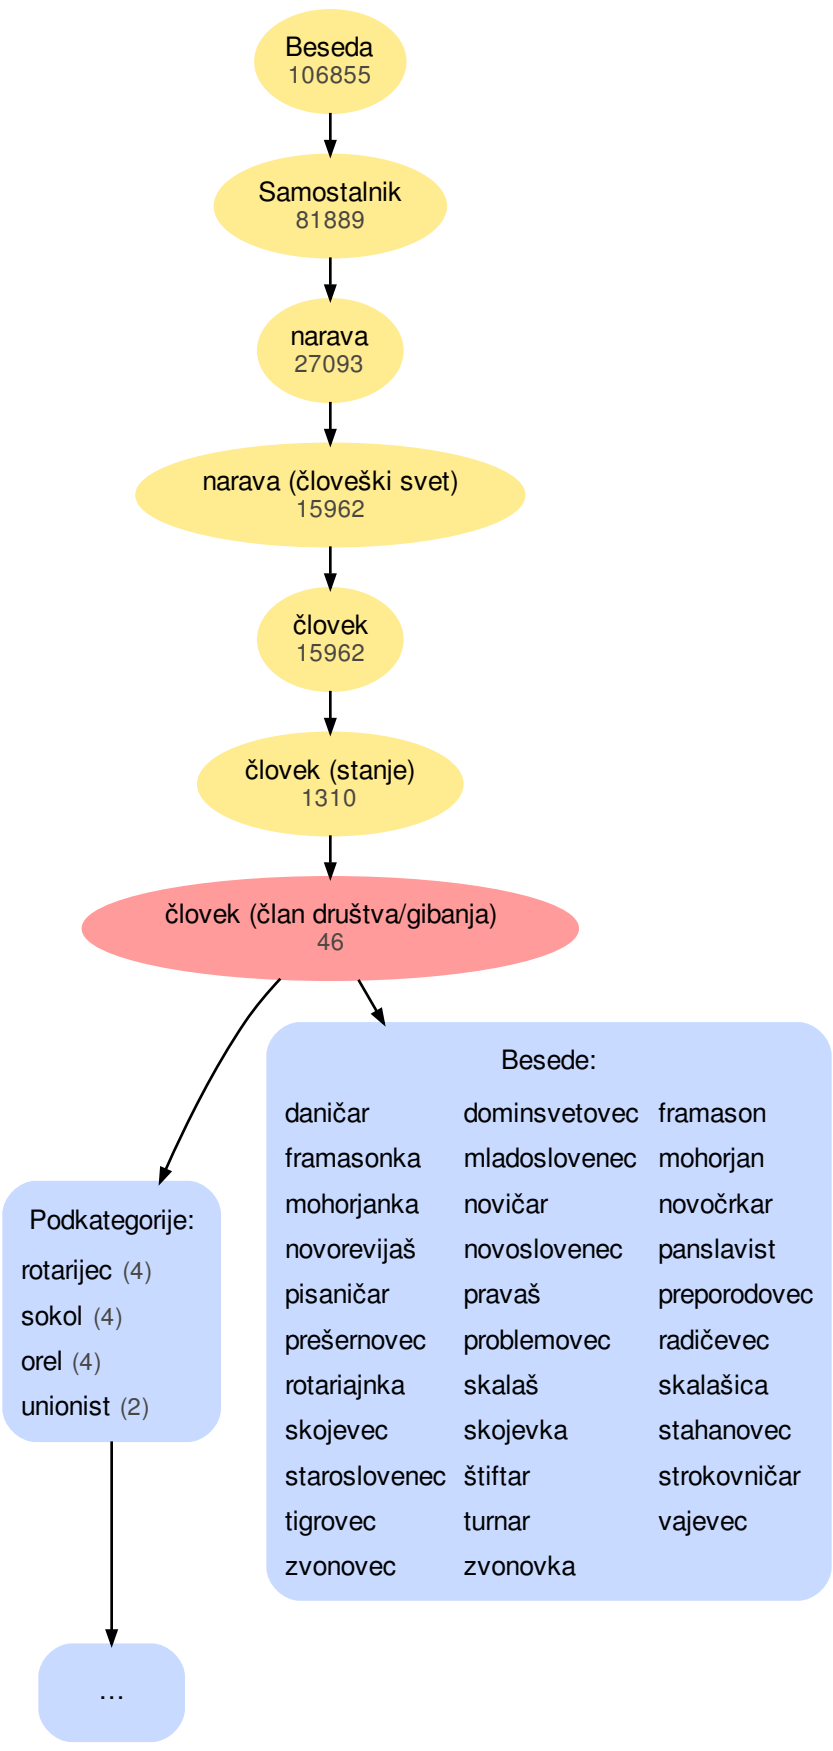 Beseda
106855
Samostalnik
81889
narava
27093
narava (človeški svet)
15962
človek
15962
človek (stanje)
1310
človek (član društva/gibanja)
46
Podkategorije:
rotarijec (4)
sokol (4)
orel (4)
unionist (2)
...
Besede:
daničar dominsvetovec framason
framasonka mladoslovenec mohorjan
mohorjanka novičar novočrkar
novorevijaš novoslovenec panslavist
pisaničar pravaš preporodovec
prešernovec problemovec radičevec
rotariajnka skalaš skalašica
skojevec skojevka stahanovec
staroslovenec štiftar strokovničar
tigrovec turnar vajevec
zvonovec zvonovka